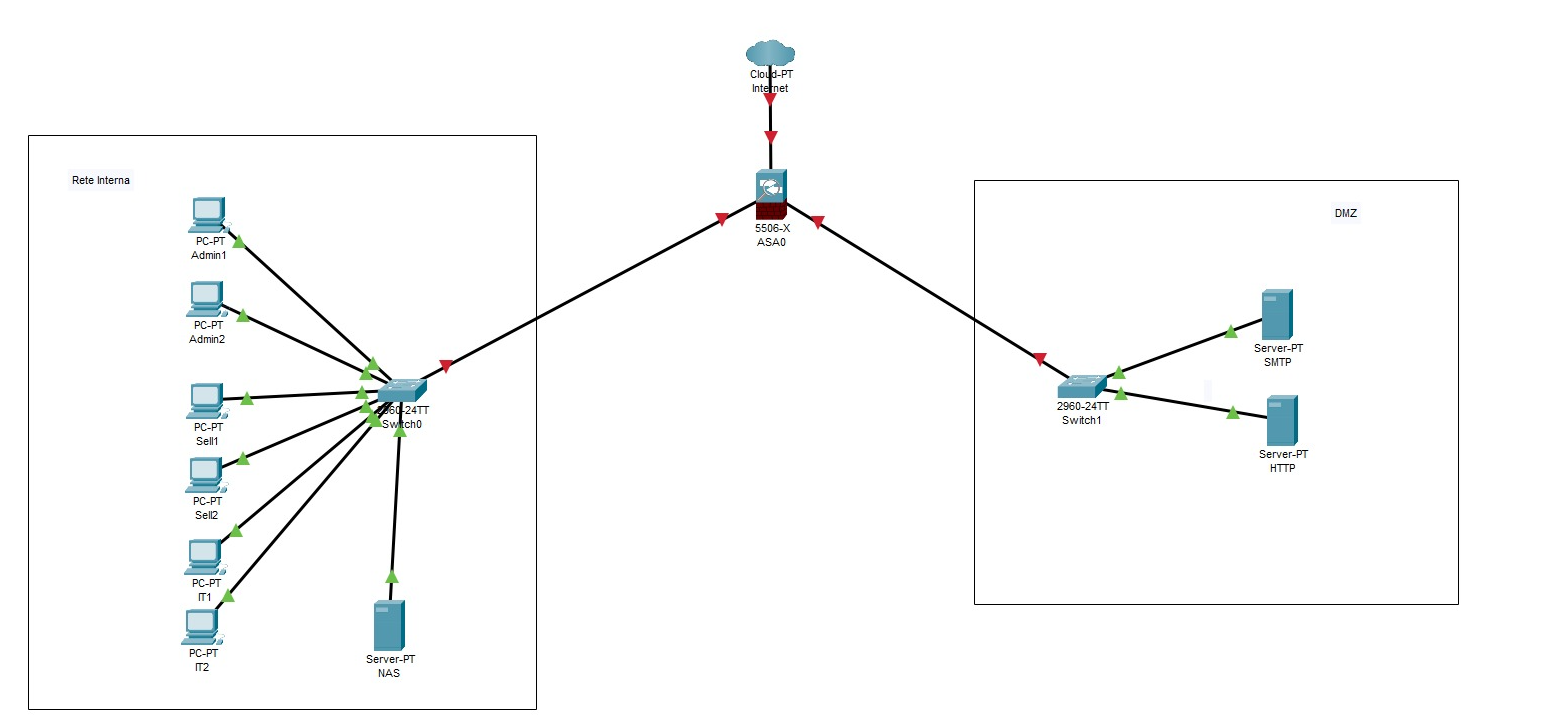 Cloud-PT
Internet
Rete Interna
PC-PT
Admin1
PC-PT
Admin2
PC-PT
Sell1
PC-PT
Sell2
PC-PT
IT1
PC-PT
IT2
2960-24TT
Switch0
Server-PT
NAS
5506-X
ASA0
DMZ
2960-24TT
Switch1
Server-PT
SMTP
Server-PT
HTTP